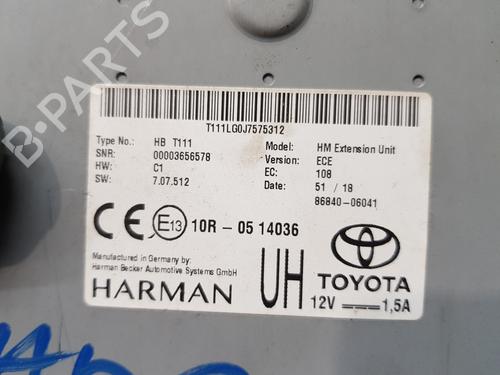 B-PARTS
T111LG0J7575312
Type No.: HB T111 Model: HM Extension Unit
SNR: 00003656578 Version: ECE
HW: C1 EC: 108
SW: 7.07.512 Date: 51 / 18
86840-06041
CE E13 10R - 05 14036
Manufactured in Germany by:
Harman Becker Automotive Systems GmbH
HARMAN UH TOYOTA
12V 1,5A